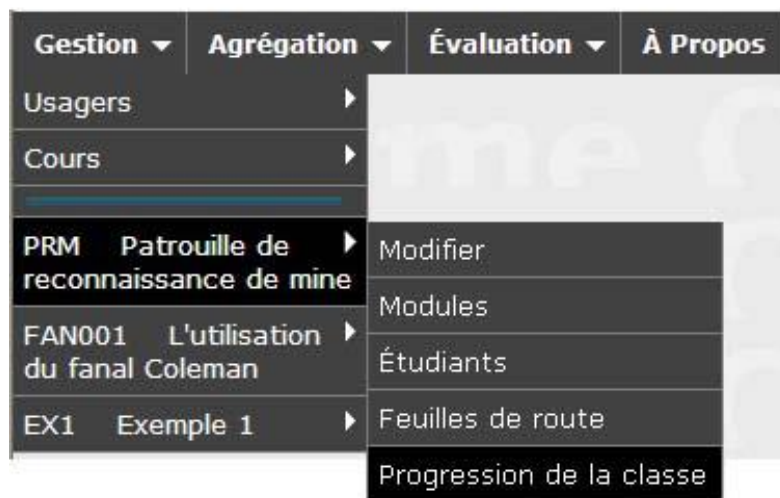 Gestion Agrégation Évaluation À Propos
Usagers
Cours
PRM Patrouille de
reconnaissance de mine
FAN001 L'utilisation
du fanal Coleman
EX1 Exemple 1
Modifier
Modules
Étudiants
Feuilles de route
Progression de la classe